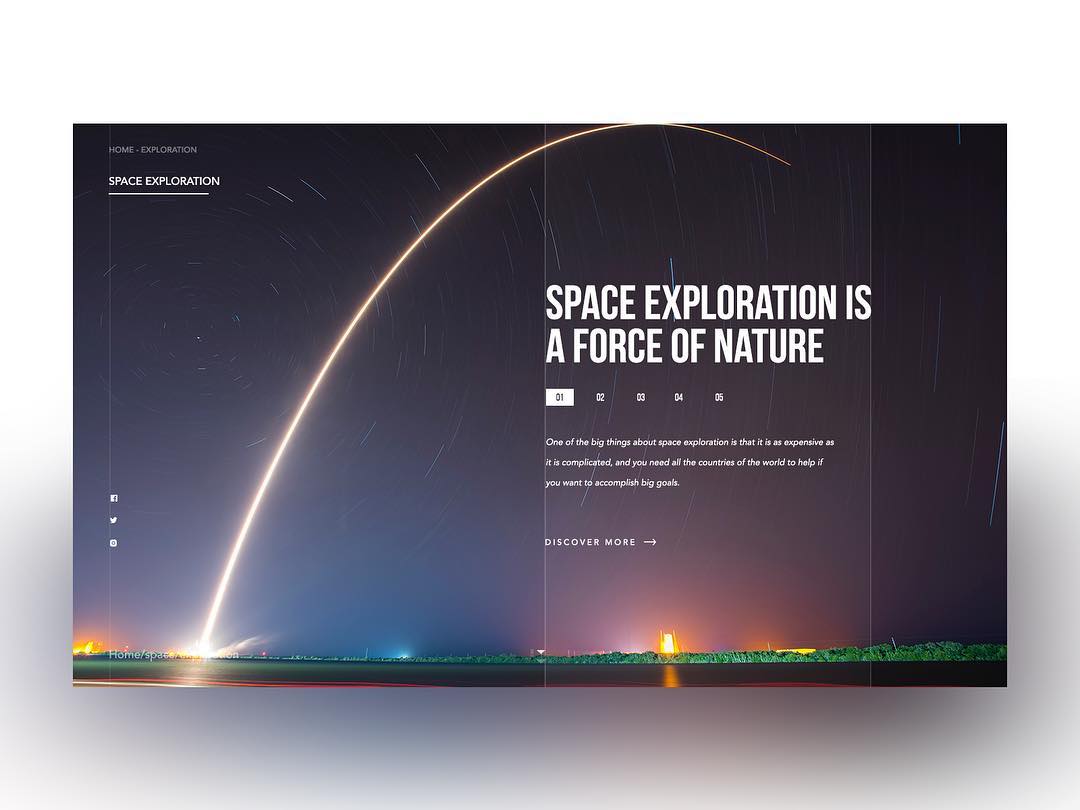 HOME - EXPLORATION
SPACE EXPLORATION
SPACE EXPLORATION IS
A FORCE OF NATURE
01 02 03 04 05
One of the big things about space exploration is that it is as expensive as
it is complicated, and you need all the countries of the world to help if
you want to accomplish big goals.
DISCOVER MORE
Home/space/